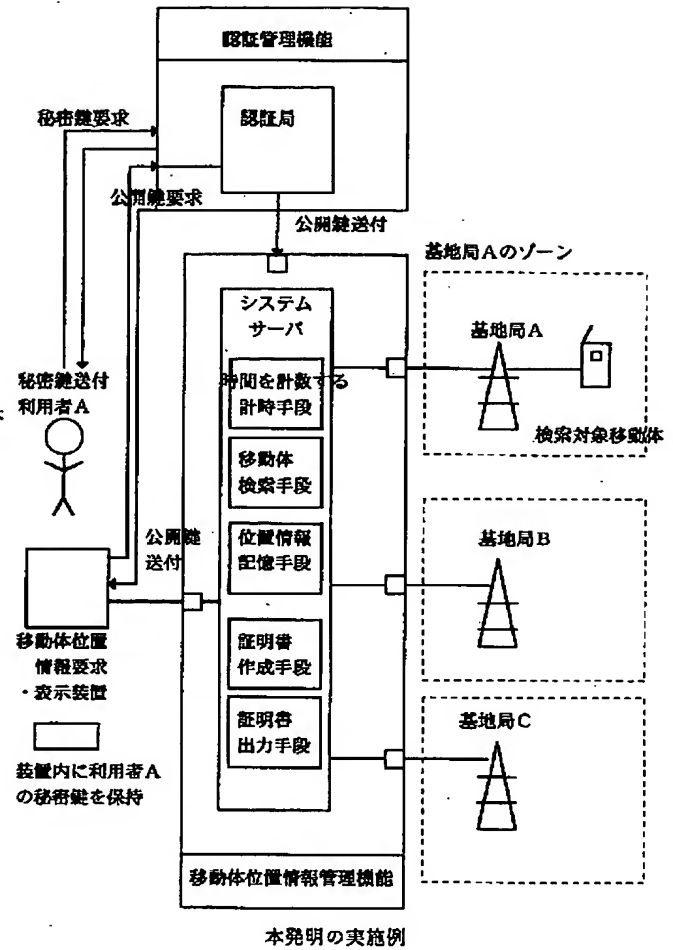 認証管理機能
認証局
秘密鍵要求
公開鍵要求
公開鍵送付
基地局Aのゾーン
システム
サーバ
基地局A
検索対象移動体
秘密鍵送付
利用者A
時間を計数する
計時手段
移動体
検索手段
位置情報
記憶手段
基地局B
公開鍵
送付
証明書
作成手段
移動体位置
情報要求
・表示装置
証明書
出力手段
基地局C
装置内に利用者A
の秘密鍵を保持
移動体位置情報管理機能
本発明の実施例